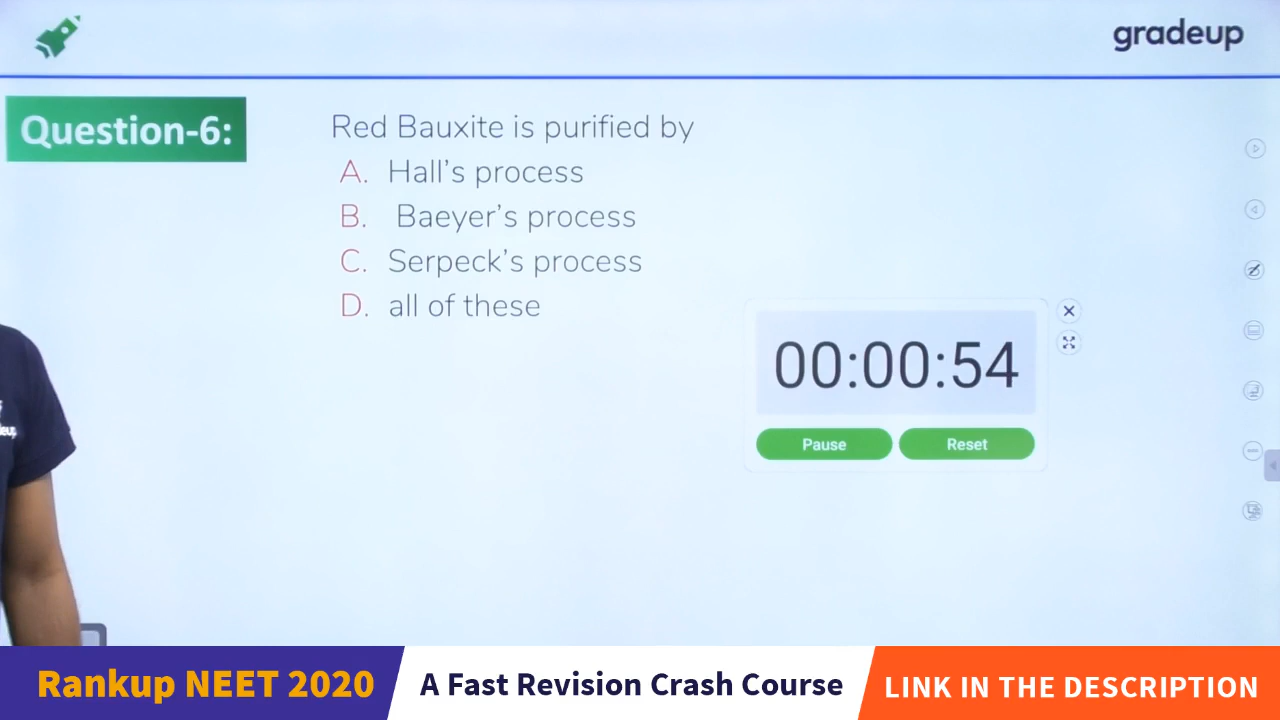 gradeup
Question-6:
Red Bauxite is purified by
A. Hall's process
B. Baeyer's process
C. Serpeck's process
D. all of these
00:00:54
Pause Reset
Rankup NEET 2020
A Fast Revision Crash Course
LINK IN THE DESCRIPTION